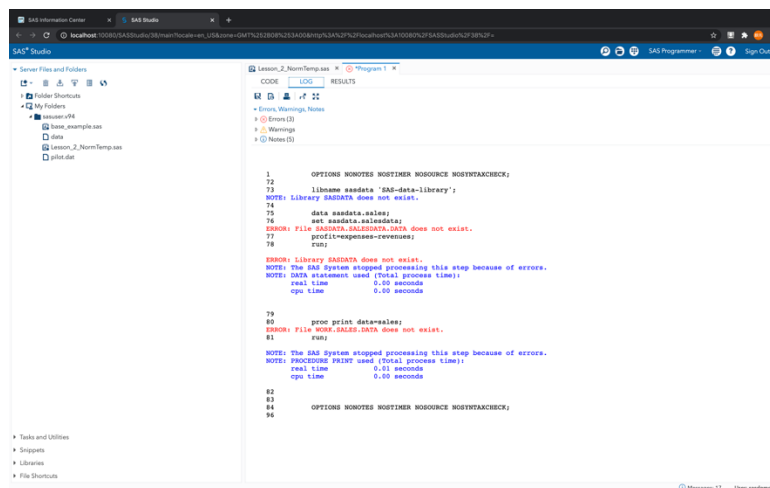 SAS Information Center
SAS Studio
localhost:10080/SASStudio/38/main?locale=en_US&zone=GMT%252B08%253A00&http%3A%2F%2Flocalhost%3A10080%2FSASStudio%2F38%2F=
SAS® Studio
SAS Programmer
Sign Out
Server Files and Folders
Folder Shortcuts
My Folders
sasuser.v94
base_example.sas
data
Lesson_2_NormTemp.sas
pilot.dat
Tasks and Utilities
Snippets
Libraries
File Shortcuts
Lesson_2_NormTemp.sas
*Program 1
CODE LOG RESULTS
Errors, Warnings, Notes
Errors (3)
Warnings
Notes (5)
1 OPTIONS NONOTES NOSTIMER NOSOURCE NOSYNTAXCHECK;
72
73 libname sasdata 'SAS-data-library';
NOTE: Library SASDATA does not exist.
74
75 data sasdata.sales;
76 set sasdata.salesdata;
ERROR: File SASDATA.SALESDATA.DATA does not exist.
77 profit=expenses-revenues;
78 run;
ERROR: Library SASDATA does not exist.
NOTE: The SAS System stopped processing this step because of errors.
NOTE: DATA statement used (Total process time):
real time 0.00 seconds
cpu time 0.00 seconds
79
80 proc print data=sales;
ERROR: File WORK.SALES.DATA does not exist.
81 run;
NOTE: The SAS System stopped processing this step because of errors.
NOTE: PROCEDURE PRINT used (Total process time):
real time 0.01 seconds
cpu time 0.00 seconds
82
83
84 OPTIONS NONOTES NOSTIMER NOSOURCE NOSYNTAXCHECK;
96
Messages: 17